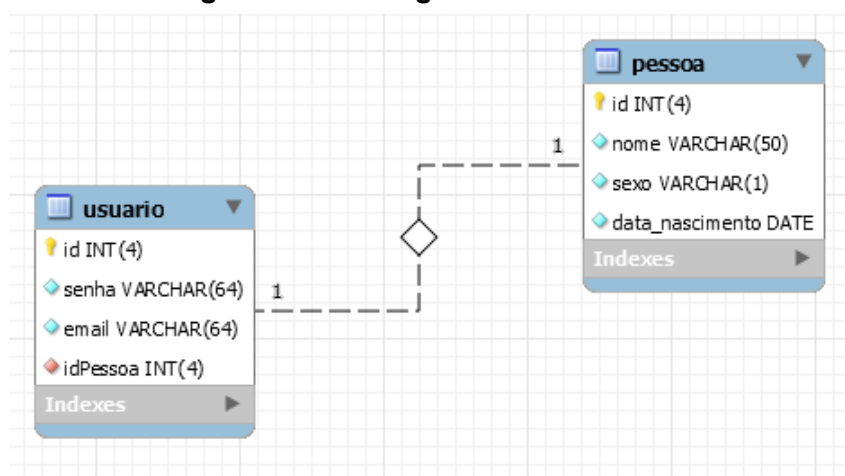 pessoa
id INT(4)
nome VARCHAR(50)
sexo VARCHAR(1)
data_nascimento DATE
Indexes
1
usuario
id INT(4)
senha VARCHAR(64)
email VARCHAR(64)
idPessoa INT(4)
Indexes
1